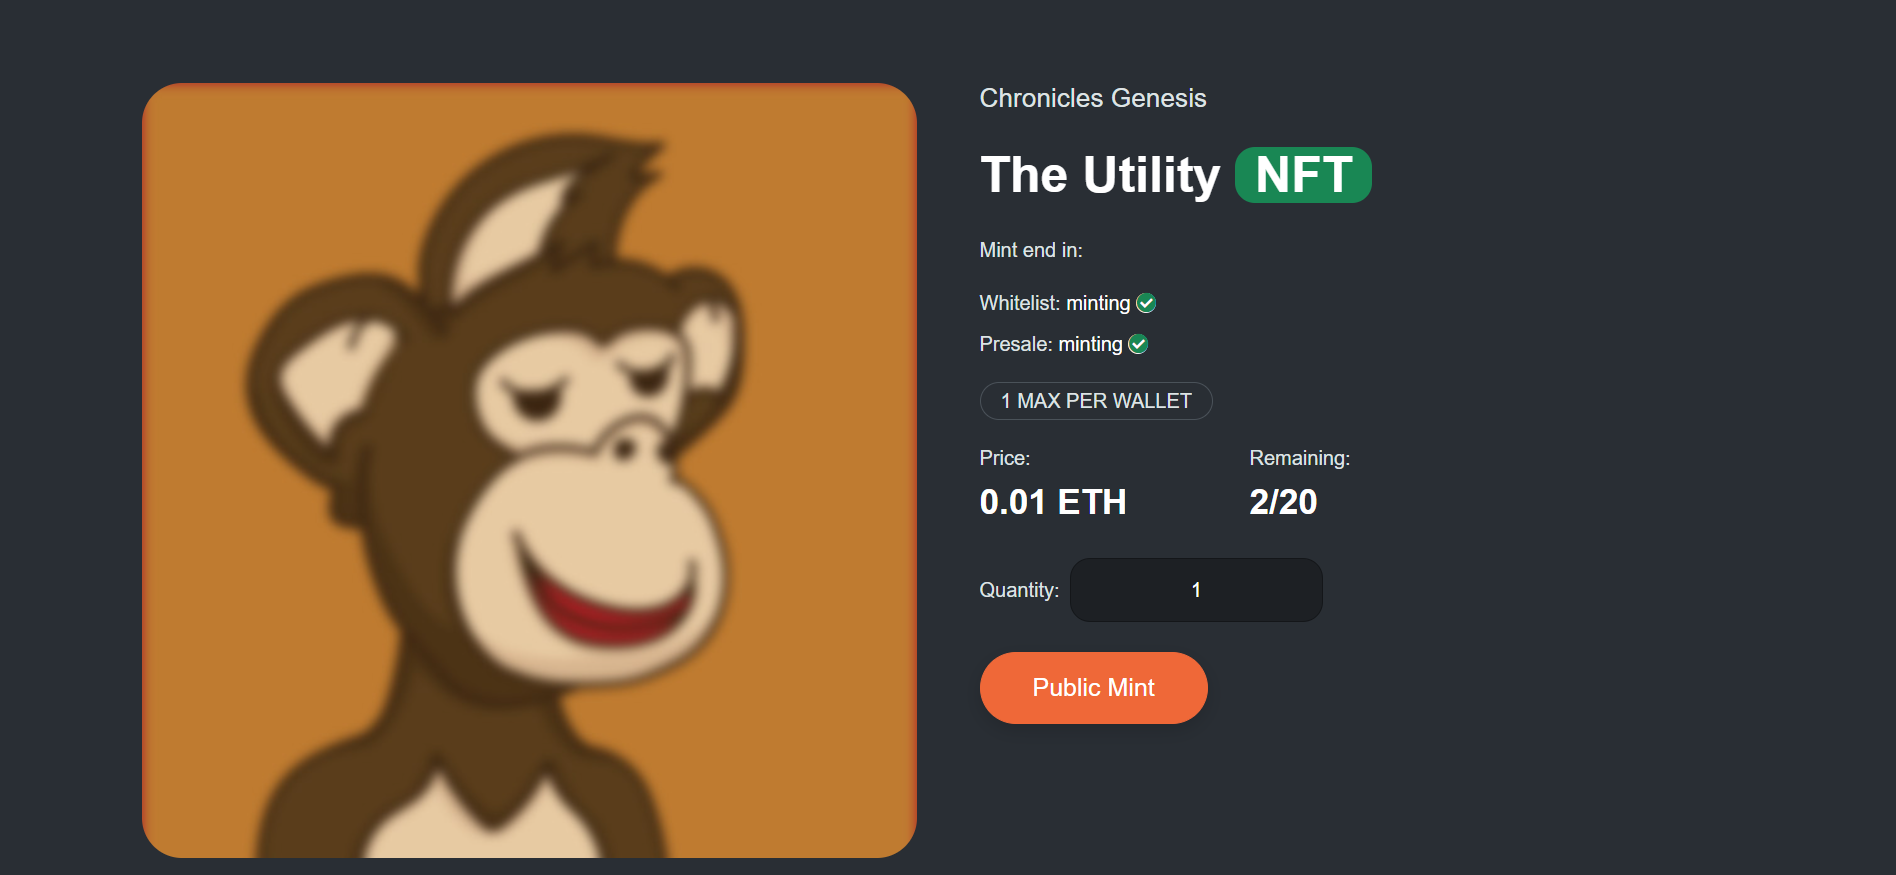 Chronicles Genesis
The Utility NFT
Mint end in:
Whitelist: minting
Presale: minting
1 MAX PER WALLET
Price:
Remaining:
0.01 ETH
2/20
Quantity: 1
Public Mint